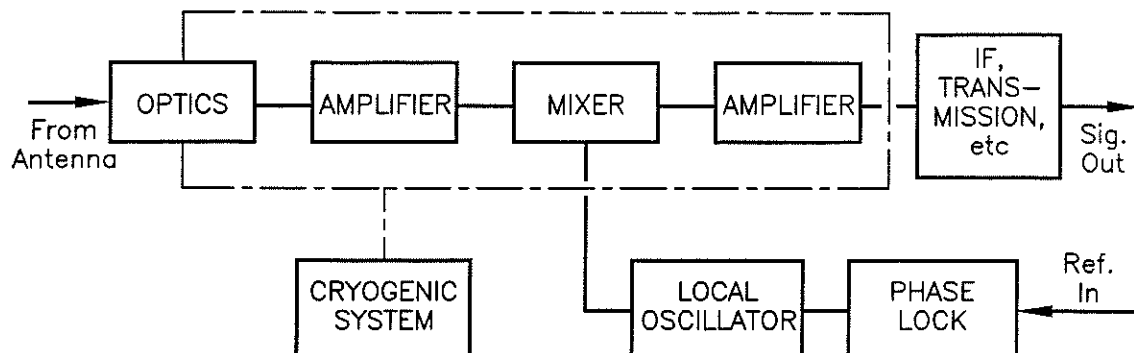 OPTICS
AMPLIFIER
MIXER
AMPLIFIER
IF,
TRANS-
MISSION,
etc
From
Antenna
Sig.
Out
CRYOGENIC
SYSTEM
LOCAL
OSCILLATOR
PHASE
LOCK
Ref.
In